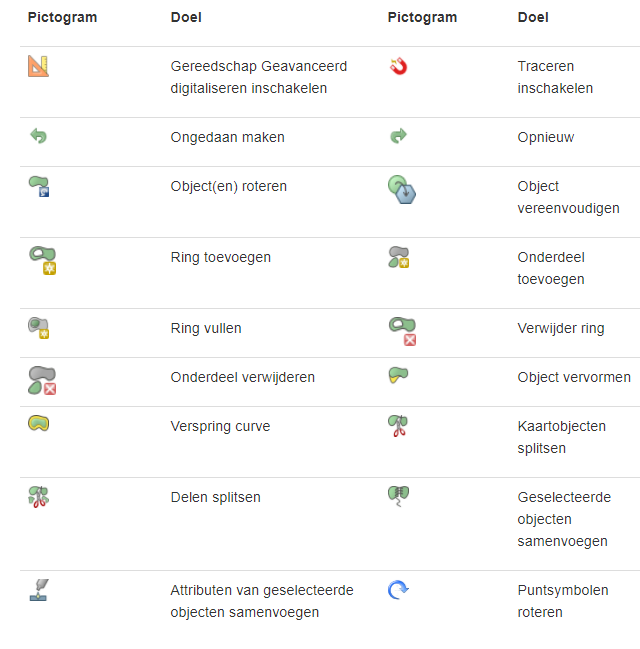 Pictogram Doel Pictogram Doel
Gereedschap Geavanceerd
digitaliseren inschakelen
Traceren
inschakelen
Ongedaan maken
Opnieuw
Object(en) roteren
Object
vereenvoudigen
Ring toevoegen
Onderdeel
toevoegen
Ring vullen
Verwijder ring
Onderdeel verwijderen
Object vervormen
Verspring curve
Kaartobjecten
splitsen
Delen splitsen
Geselecteerde
objecten
samenvoegen
Attributen van geselecteerde
objecten samenvoegen
Puntsymbolen
roteren